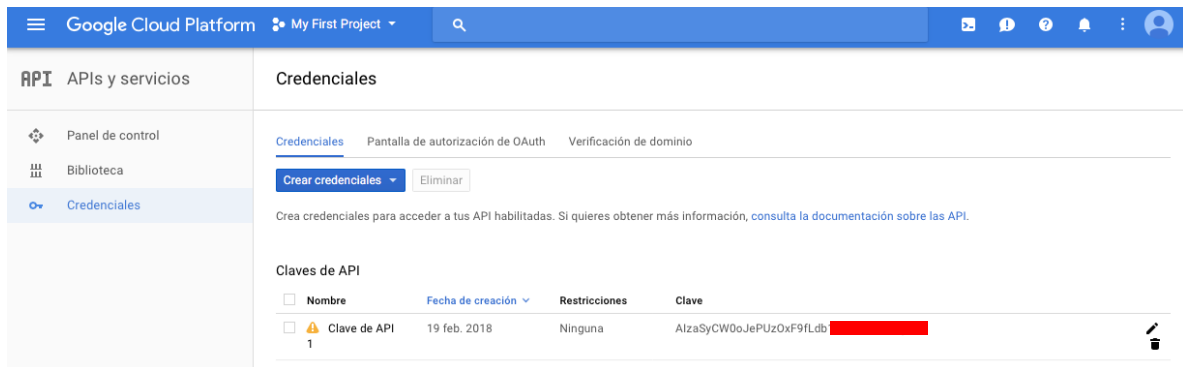 Google Cloud Platform My First Project
API APIs y servicios
Credenciales
Panel de control
Biblioteca
Credenciales
Credenciales Pantalla de autorización de OAuth Verificación de dominio
Crear credenciales Eliminar
Crea credenciales para acceder a tus API habilitadas. Si quieres obtener más información, consulta la documentación sobre las API.
Claves de API
Nombre Fecha de creación Restricciones Clave
Clave de API 19 feb. 2018 Ninguna AIzaSyCW0oJePUzOxF9fLdb
1